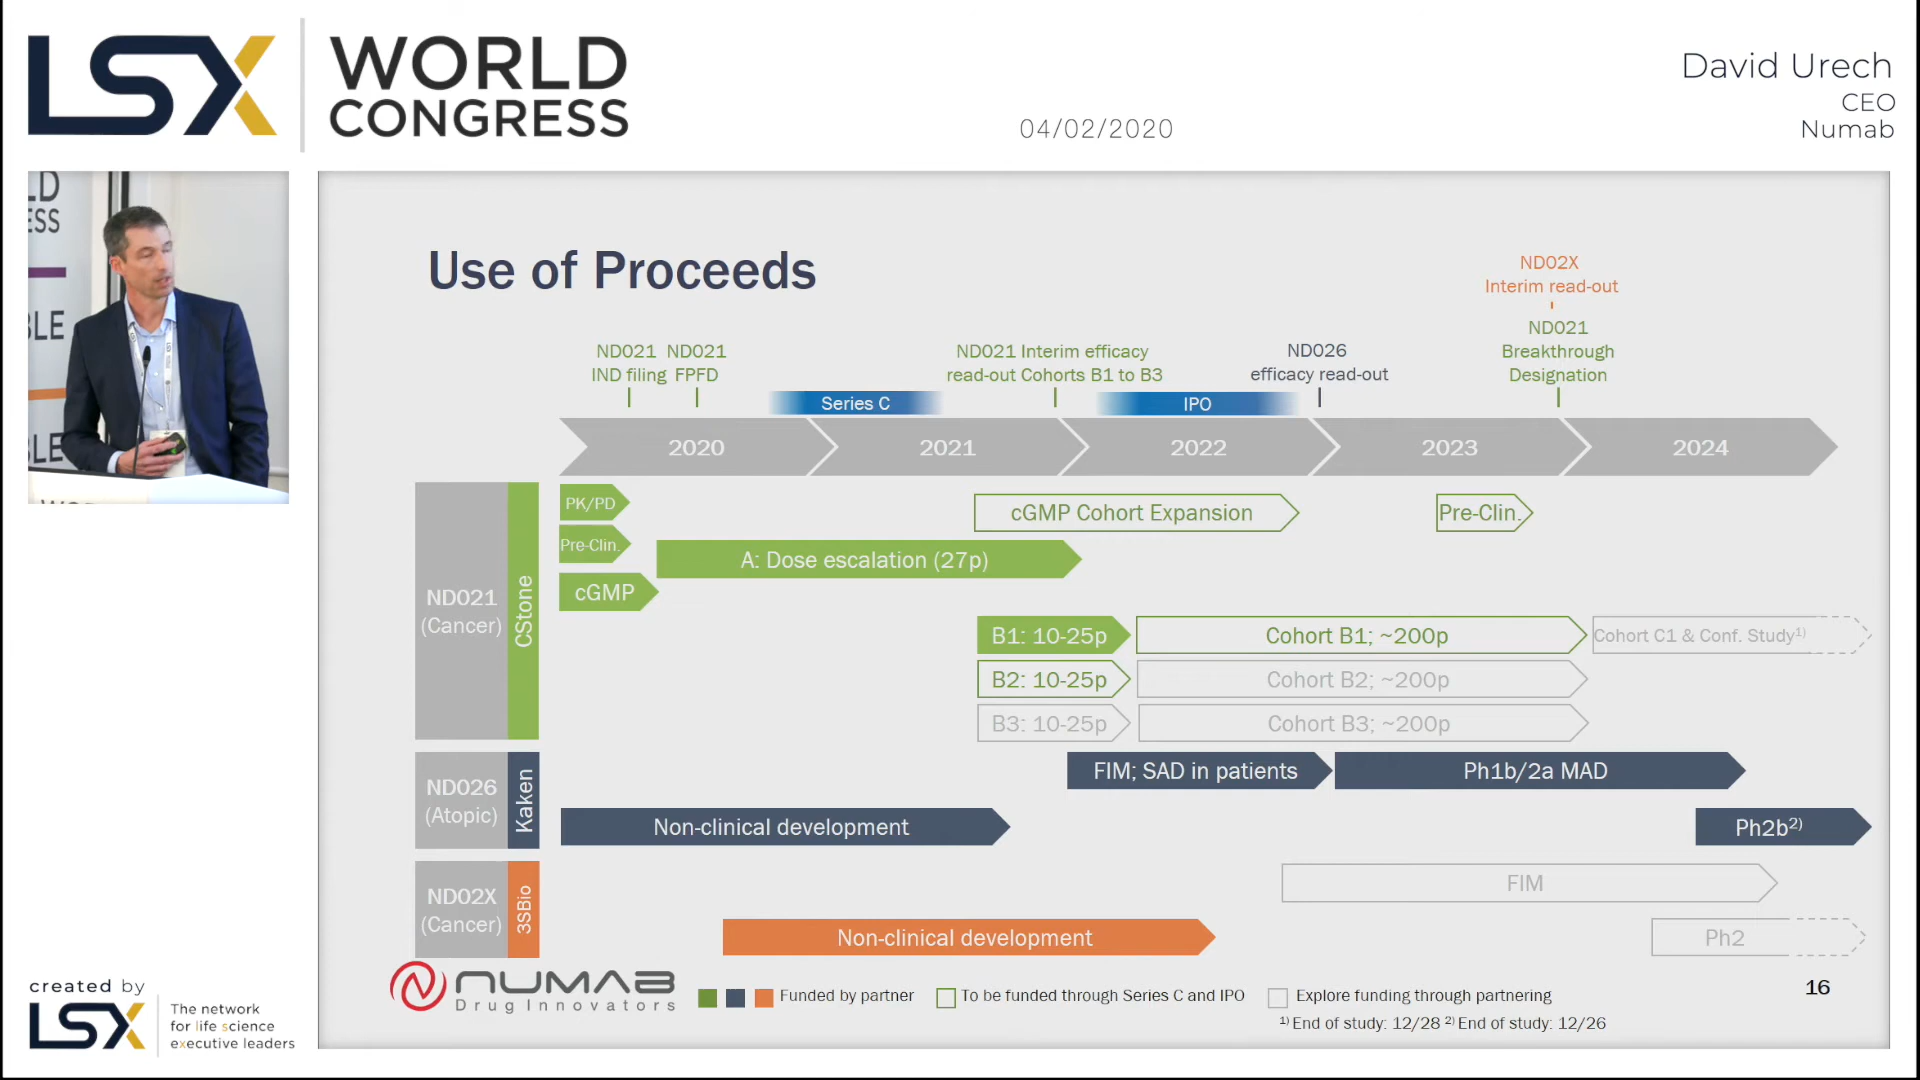 LSX
WORLD
CONGRESS
04/02/2020
David Urech
CEO
Numab
LD
ESS
BLE
BLE
Use of Proceeds
ND02X
Interim read-out
ND021
Breakthrough
Designation
ND021
IND filing
ND021
FPFD
ND021 Interim efficacy
read-out Cohorts B1 to B3
ND026
efficacy read-out
Series C
IPO
2020
2021
2022
2023
2024
ND021
(Cancer)
CStone
PK/PD
Pre-Clin.
cGMP
cGMP Cohort Expansion
Pre-Clin.
A: Dose escalation (27p)
B1: 10-25p
Cohort B1; ~200p
Cohort C1 & Conf. Study1)
B2: 10-25p
Cohort B2; ~200p
B3: 10-25p
Cohort B3; ~200p
ND026
(Atopic)
Kaken
FIM; SAD in patients
Ph1b/2a MAD
Non-clinical development
Ph2b2)
ND02X
(Cancer)
3SBio
FIM
Non-clinical development
Ph2
NUMAB
Drug Innovators
Funded by partner
To be funded through Series C and IPO
Explore funding through partnering
1) End of study: 12/28 2) End of study: 12/26
16
created by
LSX
The network
for life science
executive leaders